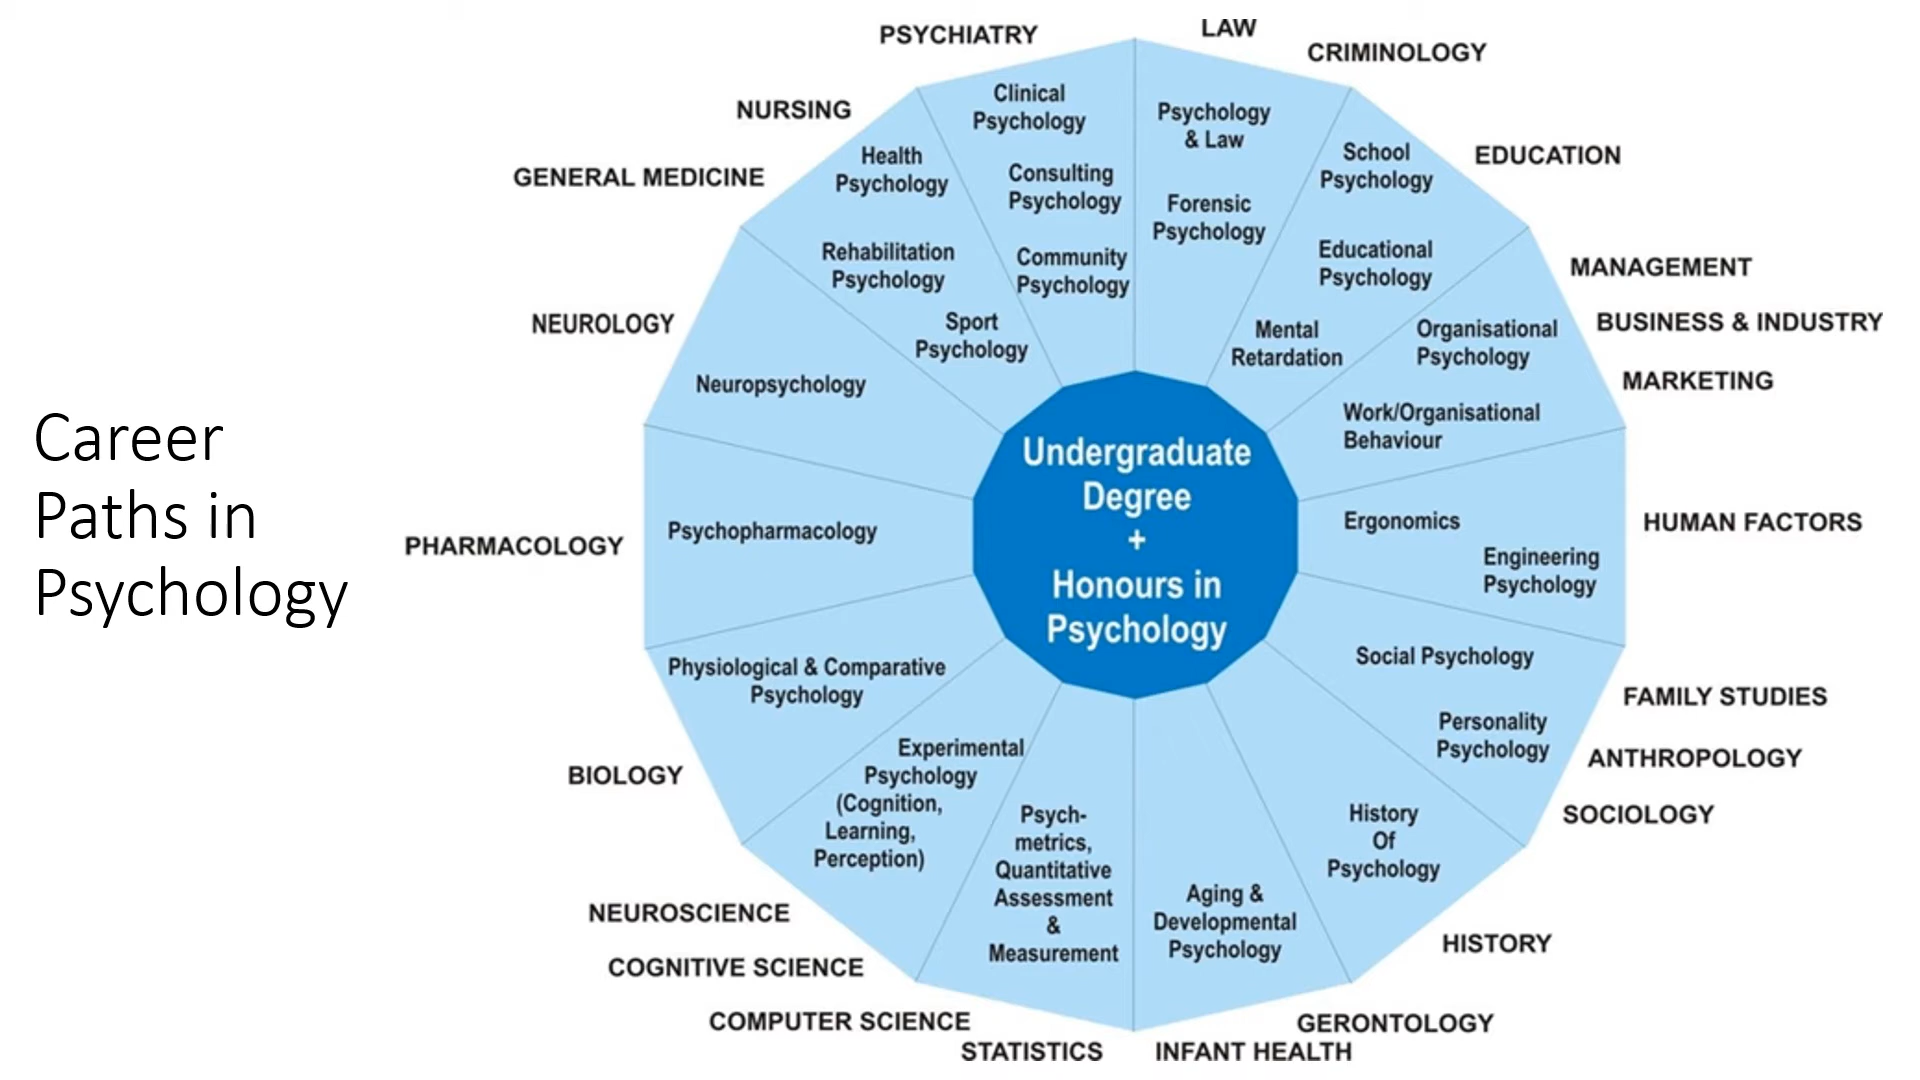 Career
Paths in
Psychology
PSYCHIATRY
LAW
CRIMINOLOGY
EDUCATION
MANAGEMENT
BUSINESS & INDUSTRY
MARKETING
HUMAN FACTORS
FAMILY STUDIES
ANTHROPOLOGY
SOCIOLOGY
HISTORY
GERONTOLOGY
INFANT HEALTH
STATISTICS
COMPUTER SCIENCE
COGNITIVE SCIENCE
NEUROSCIENCE
BIOLOGY
PHARMACOLOGY
NEUROLOGY
GENERAL MEDICINE
NURSING
Clinical
Psychology
Consulting
Psychology
Community
Psychology
Psychology
& Law
Forensic
Psychology
School
Psychology
Educational
Psychology
Mental
Retardation
Organisational
Psychology
Work/Organisational
Behaviour
Ergonomics
Engineering
Psychology
Social Psychology
Personality
Psychology
History
Of
Psychology
Aging &
Developmental
Psychology
Psych-
metrics,
Quantitative
Assessment
&
Measurement
Experimental
Psychology
(Cognition,
Learning,
Perception)
Physiological & Comparative
Psychology
Psychopharmacology
Neuropsychology
Health
Psychology
Rehabilitation
Psychology
Sport
Psychology
Undergraduate
Degree
+
Honours in
Psychology